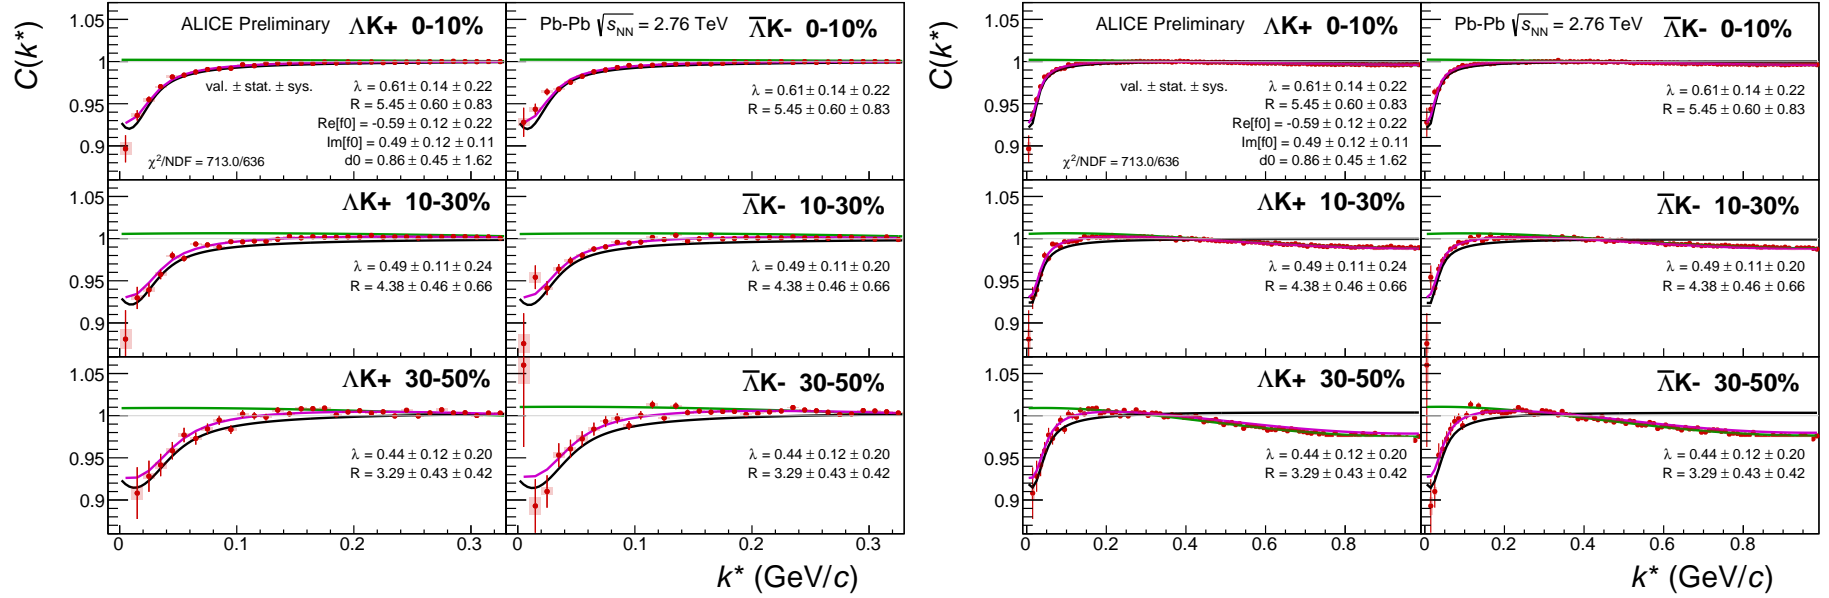 C(k*)
1.05
1
0.95
0.9
ALICE Preliminary
ΛK+ 0-10%
val. ± stat. ± sys.
λ = 0.61 ± 0.14 ± 0.22
R = 5.45 ± 0.60 ± 0.83
Re[f0] = -0.59 ± 0.12 ± 0.22
Im[f0] = 0.49 ± 0.12 ± 0.11
d0 = 0.86 ± 0.45 ± 1.62
χ²/NDF = 713.0/636
Pb-Pb √sNN = 2.76 TeV
Λ̅K- 0-10%
λ = 0.61 ± 0.14 ± 0.22
R = 5.45 ± 0.60 ± 0.83
1.05
1
0.95
0.9
ΛK+ 10-30%
λ = 0.49 ± 0.11 ± 0.24
R = 4.38 ± 0.46 ± 0.66
Λ̅K- 10-30%
λ = 0.49 ± 0.11 ± 0.20
R = 4.38 ± 0.46 ± 0.66
1.05
1
0.95
0.9
ΛK+ 30-50%
λ = 0.44 ± 0.12 ± 0.20
R = 3.29 ± 0.43 ± 0.42
Λ̅K- 30-50%
λ = 0.44 ± 0.12 ± 0.20
R = 3.29 ± 0.43 ± 0.42
0 0.1 0.2 0.3 0 0.1 0.2 0.3
k* (GeV/c)
C(k*)
1.05
1
0.95
0.9
ALICE Preliminary
ΛK+ 0-10%
val. ± stat. ± sys.
λ = 0.61 ± 0.14 ± 0.22
R = 5.45 ± 0.60 ± 0.83
Re[f0] = -0.59 ± 0.12 ± 0.22
Im[f0] = 0.49 ± 0.12 ± 0.11
d0 = 0.86 ± 0.45 ± 1.62
χ²/NDF = 713.0/636
Pb-Pb √sNN = 2.76 TeV
Λ̅K- 0-10%
λ = 0.61 ± 0.14 ± 0.22
R = 5.45 ± 0.60 ± 0.83
1.05
1
0.95
0.9
ΛK+ 10-30%
λ = 0.49 ± 0.11 ± 0.24
R = 4.38 ± 0.46 ± 0.66
Λ̅K- 10-30%
λ = 0.49 ± 0.11 ± 0.20
R = 4.38 ± 0.46 ± 0.66
1.05
1
0.95
0.9
ΛK+ 30-50%
λ = 0.44 ± 0.12 ± 0.20
R = 3.29 ± 0.43 ± 0.42
Λ̅K- 30-50%
λ = 0.44 ± 0.12 ± 0.20
R = 3.29 ± 0.43 ± 0.42
0 0.2 0.4 0.6 0.8 0 0.2 0.4 0.6 0.8
k* (GeV/c)